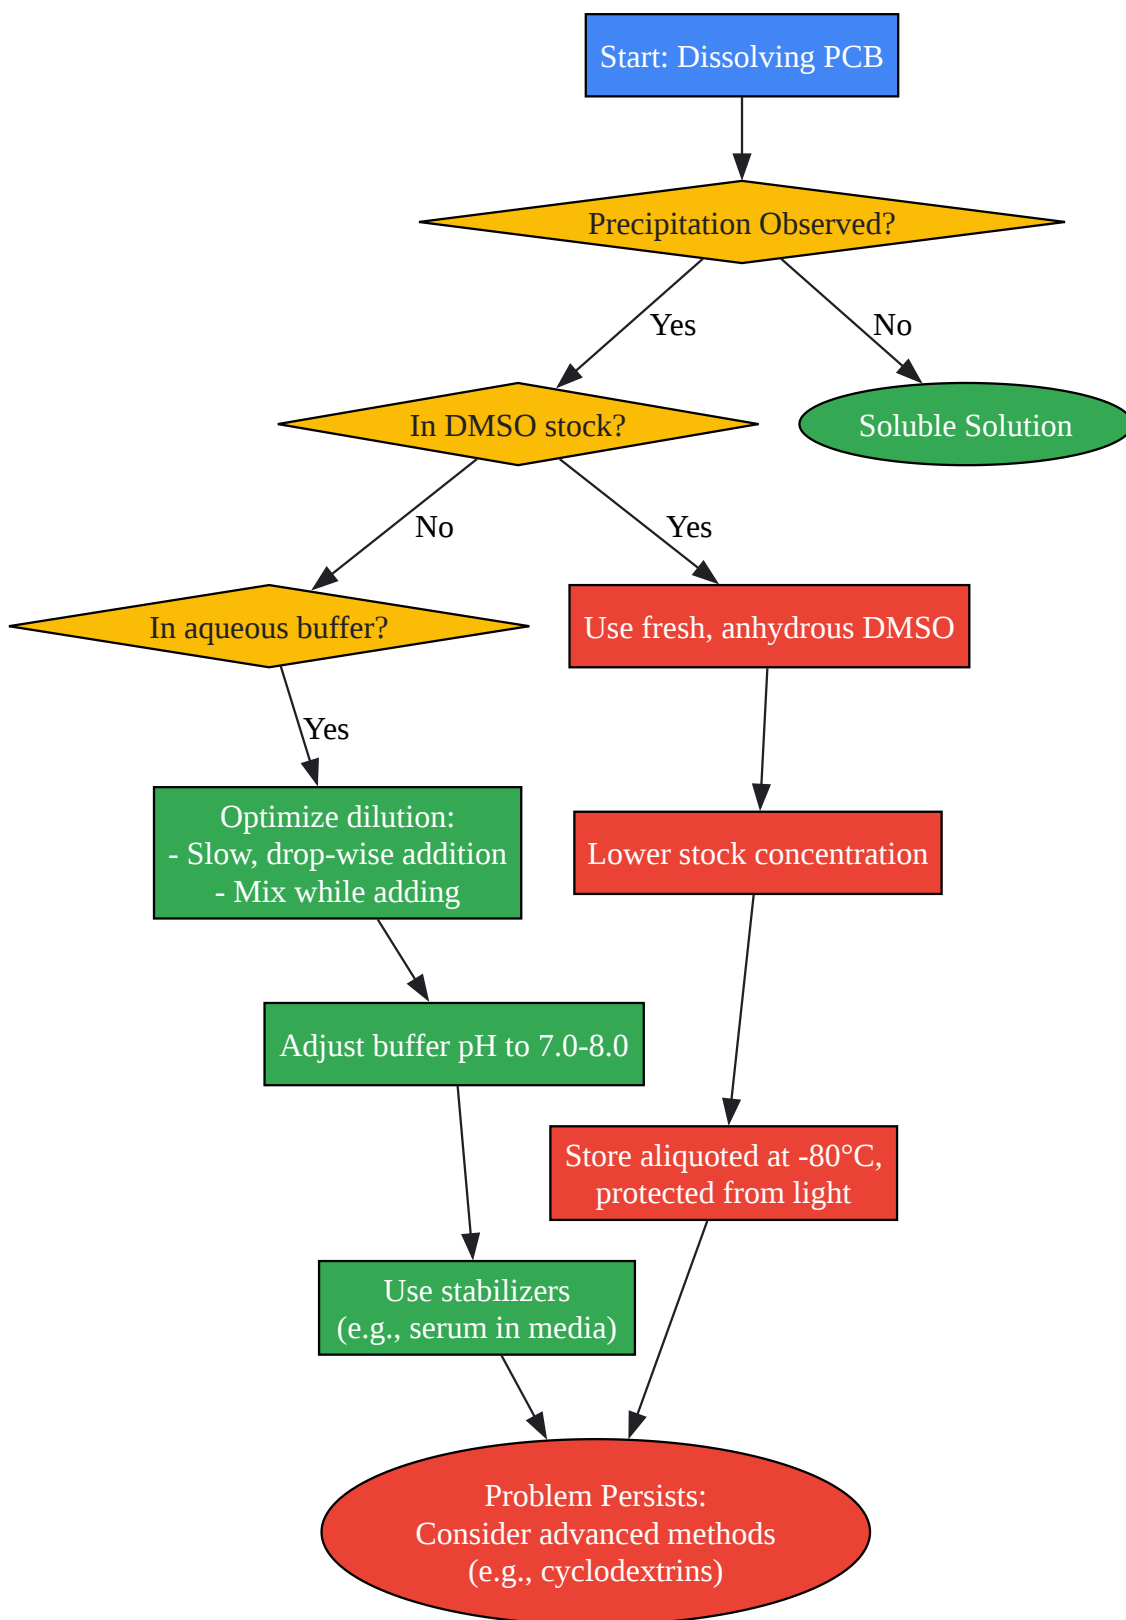 Start: Dissolving PCB
Precipitation Observed?
Yes
No
In DMSO stock?
Soluble Solution
No
Yes
In aqueous buffer?
Use fresh, anhydrous DMSO
Yes
Optimize dilution:
- Slow, drop-wise addition
- Mix while adding
Lower stock concentration
Adjust buffer pH to 7.0-8.0
Store aliquoted at -80°C,
protected from light
Use stabilizers
(e.g., serum in media)
Problem Persists:
Consider advanced methods
(e.g., cyclodextrins)